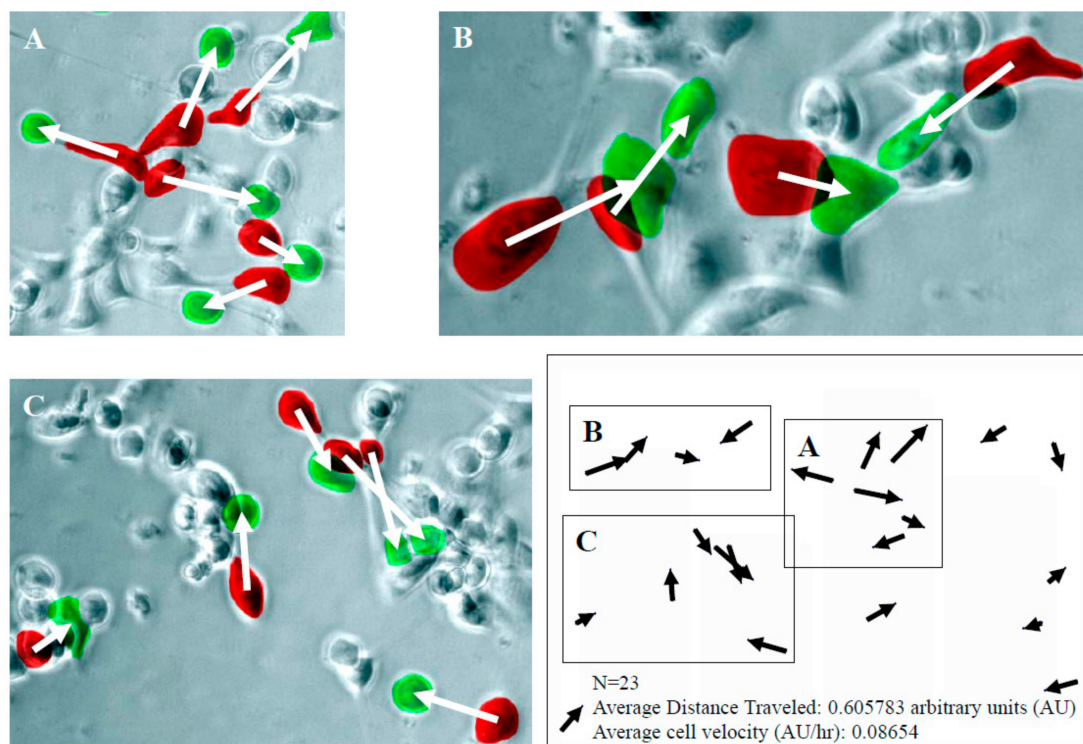 A
B
C
B
A
C
N=23
Average Distance Traveled: 0.605783 arbitrary units (AU)
Average cell velocity (AU/hr): 0.08654